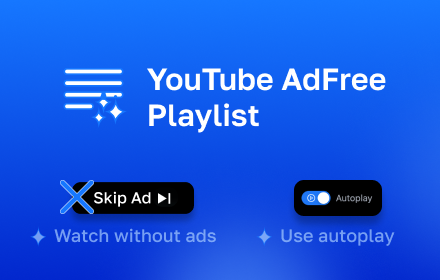 YouTube AdFree
Playlist
Skip Ad
Autoplay
Watch without ads
Use autoplay